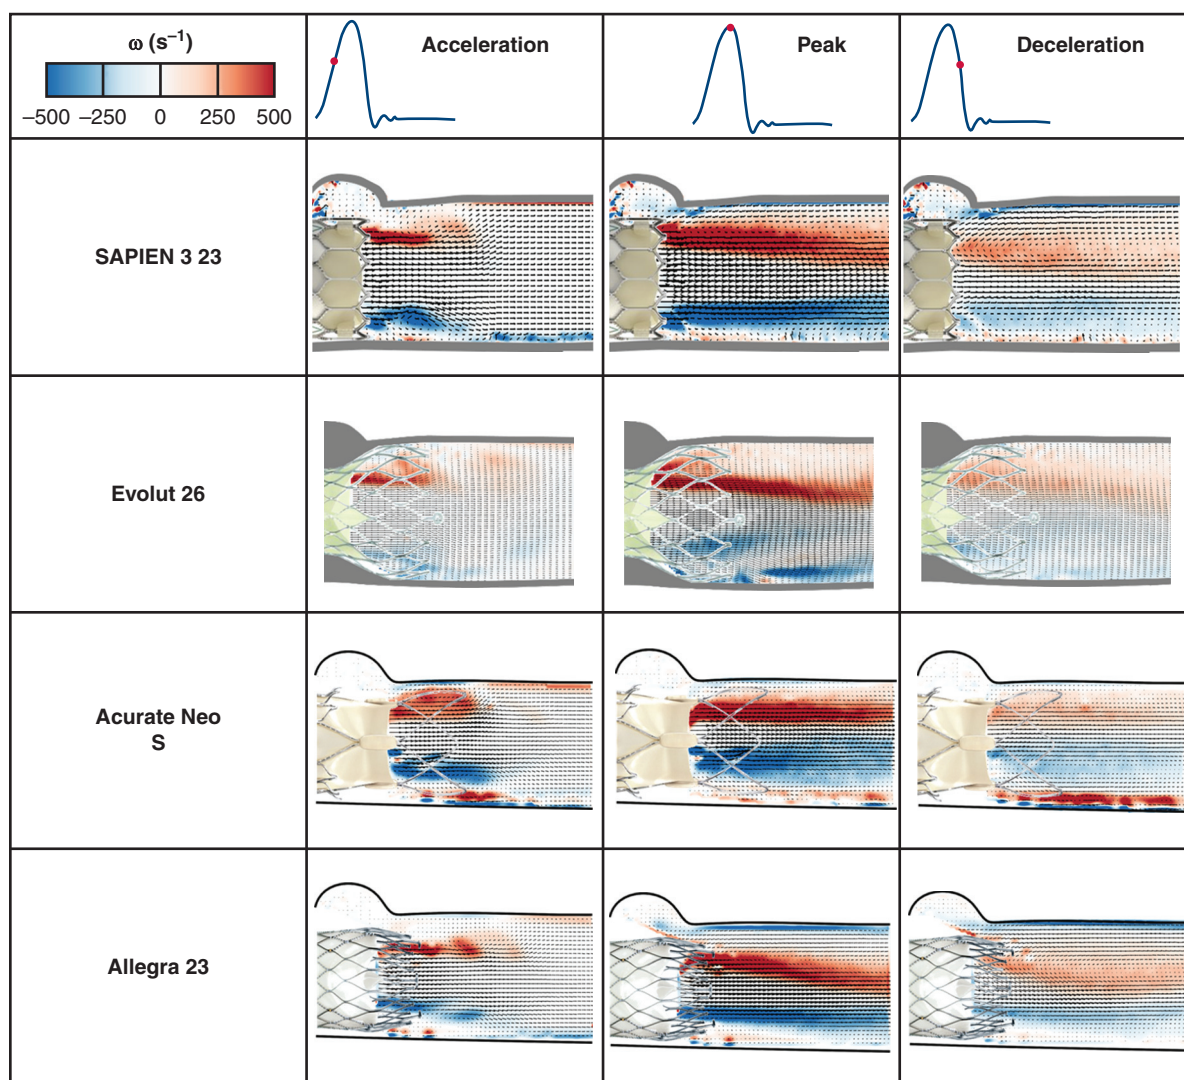 ω (s⁻¹)
−500 −250 0 250 500
Acceleration
Peak
Deceleration
SAPIEN 3 23
Evolut 26
Acurate Neo
S
Allegra 23